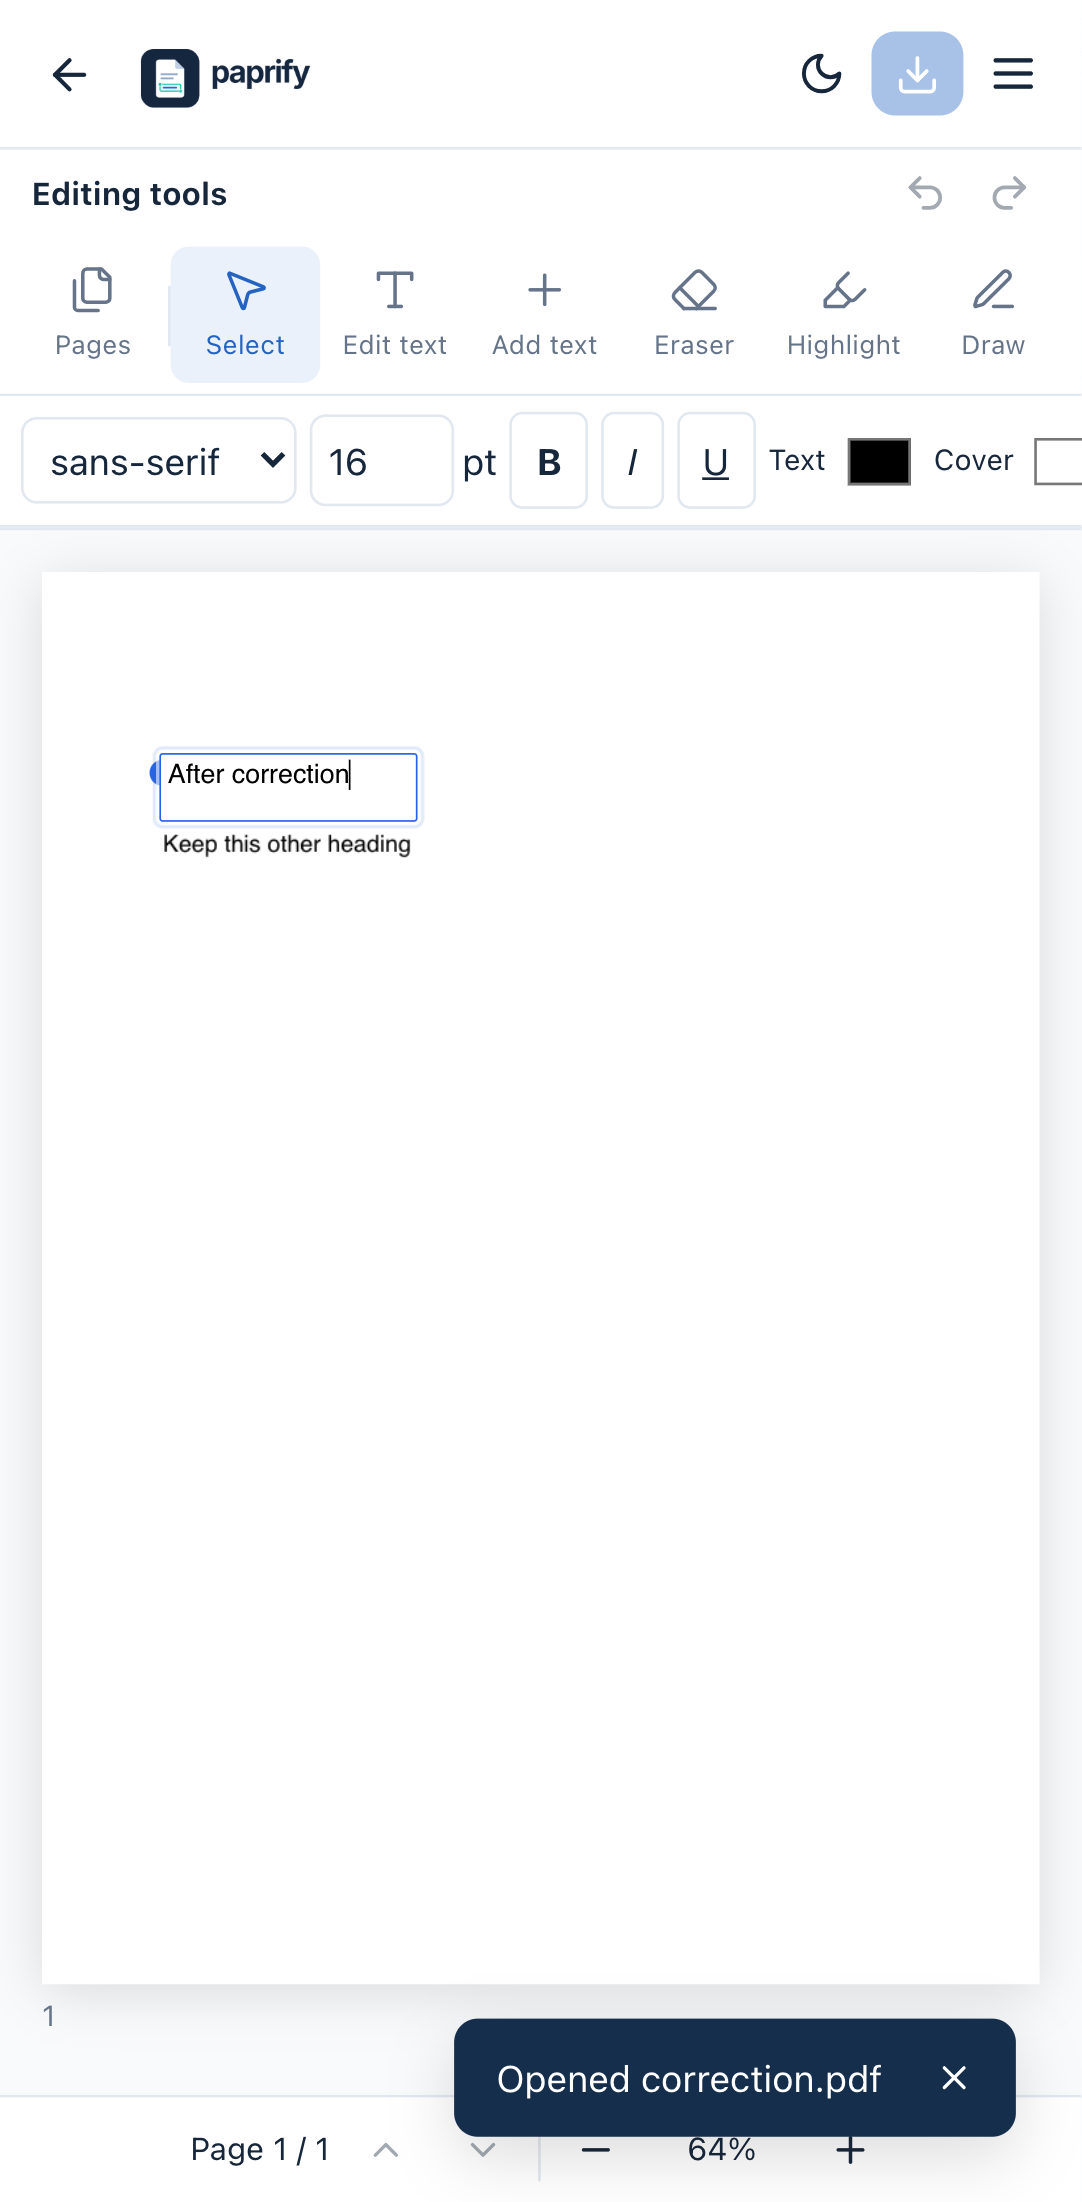 paprify
Editing tools
Pages Select Edit text Add text Eraser Highlight Draw
sans-serif 16 pt B I U Text Cover
After correction
Keep this other heading
1
Opened correction.pdf
Page 1 / 1 64%